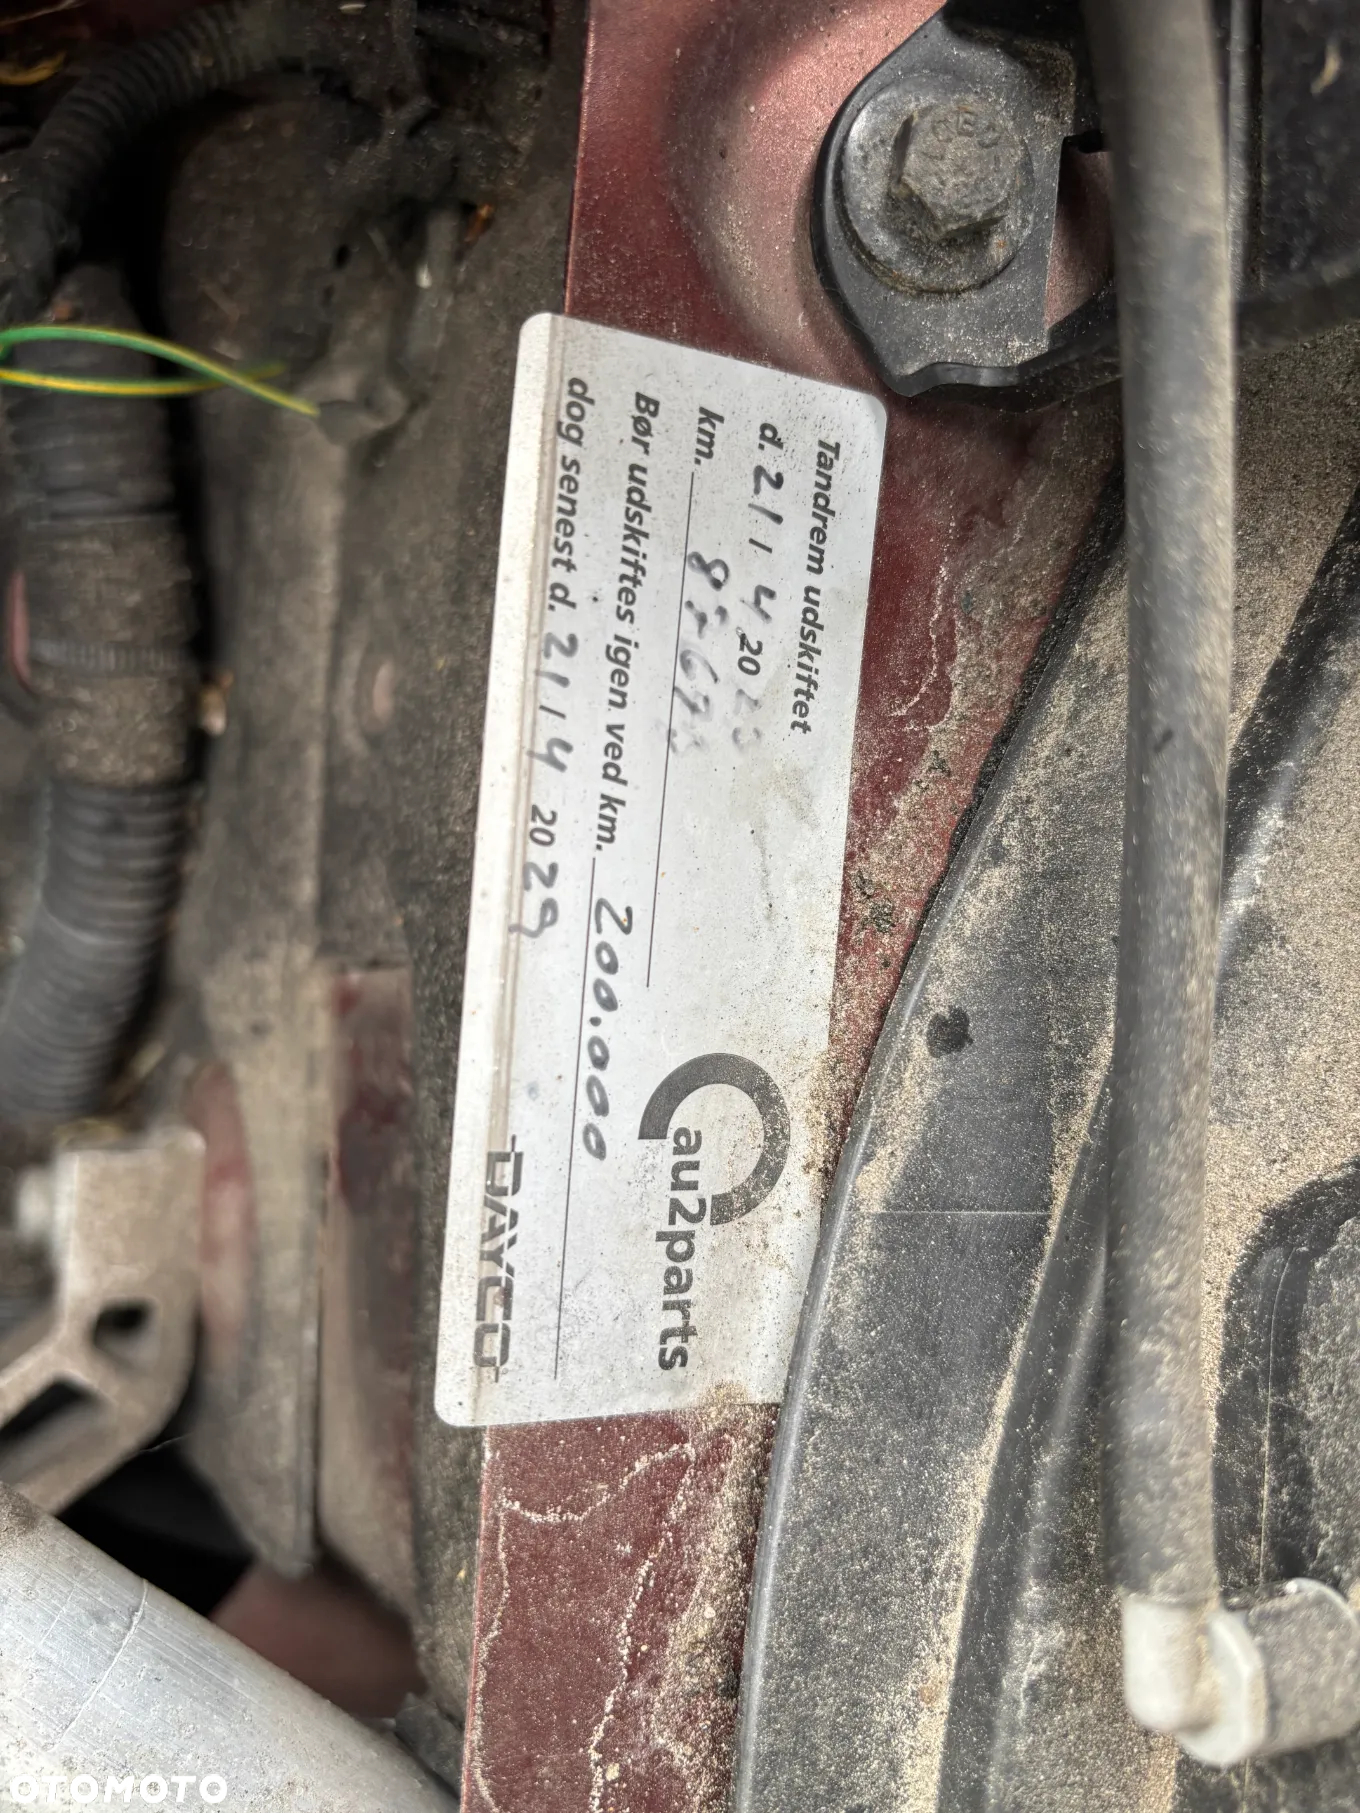 Tandrem udskiftet
d. 21 / 4 2023
km.
Bør udskiftes igen ved km. 200.000
dog senest d. 21 / 4 2029
au2parts
DAYCO
OTOMOTO